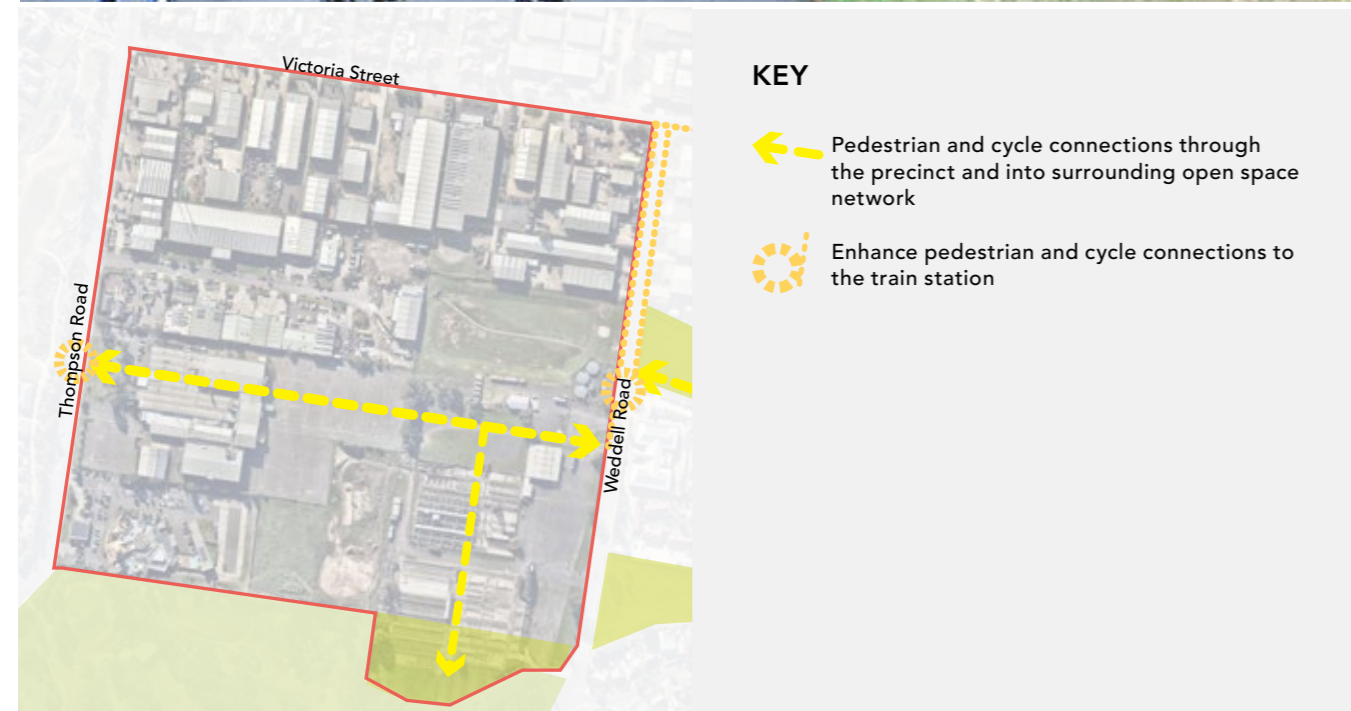 Victoria Street
Thompson Road
Weddell Road
KEY
Pedestrian and cycle connections through
the precinct and into surrounding open space
network
Enhance pedestrian and cycle connections to
the train station